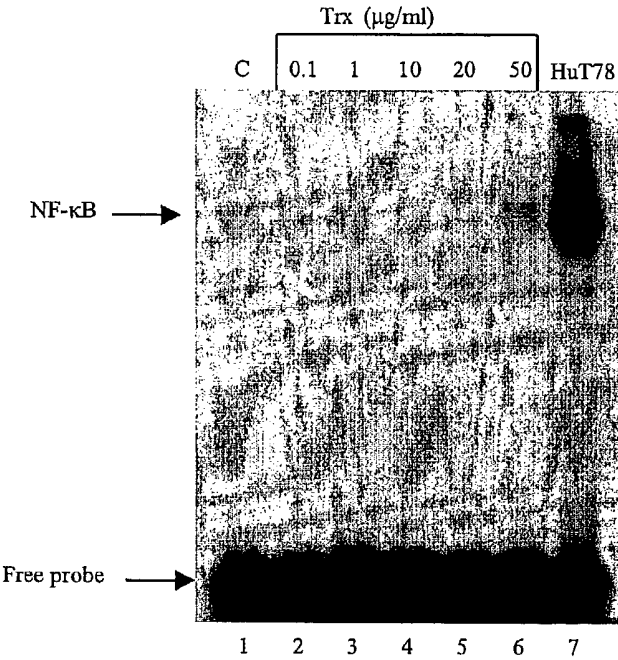 Trx (μg/ml)
C 0.1 1 10 20 50 HuT78
NF-κB
Free probe
1 2 3 4 5 6 7